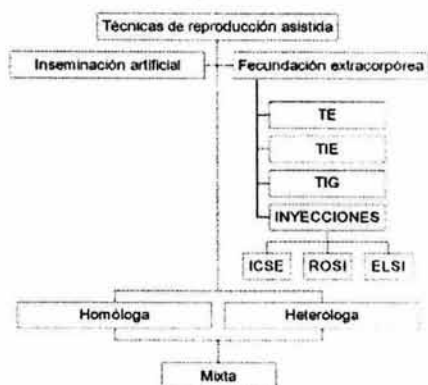 Técnicas de reproducción asistida
Inseminación artificial
Fecundación extracorpórea
TE
TIE
TIG
INYECCIONES
ICSE
ROSI
ELSI
Homóloga
Heterologa
Mixta